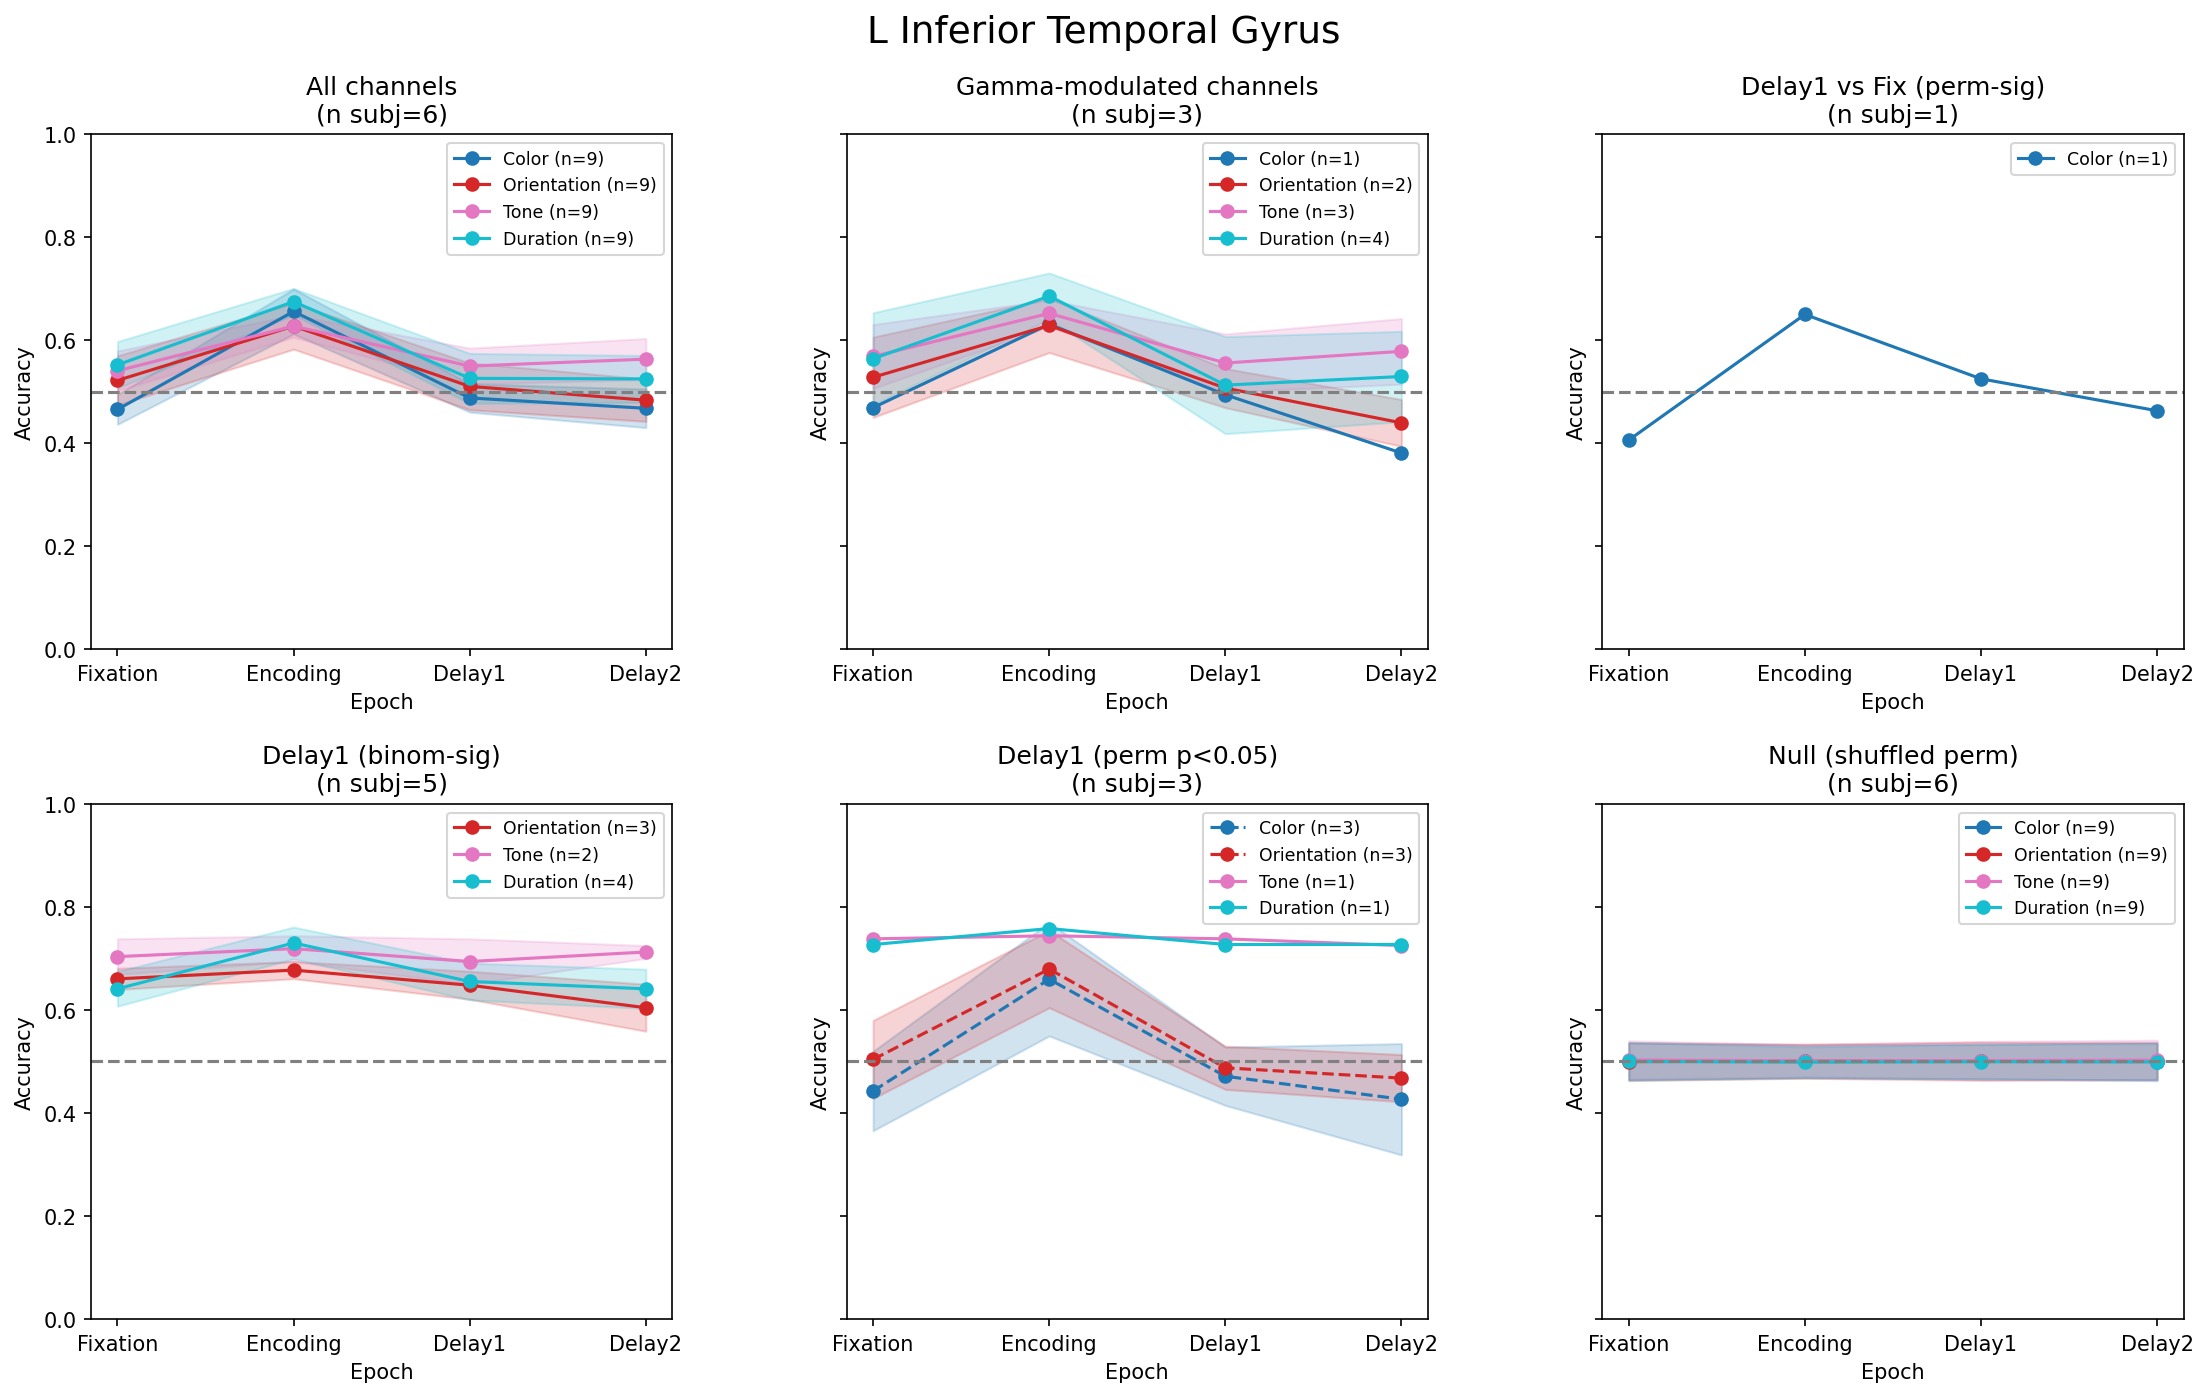 L Inferior Temporal Gyrus
All channels
(n subj=6)
1.0
0.8
0.6
0.4
0.2
0.0
Accuracy
Color (n=9)
Orientation (n=9)
Tone (n=9)
Duration (n=9)
Fixation Encoding Delay1 Delay2
Epoch
Gamma-modulated channels
(n subj=3)
Accuracy
Color (n=1)
Orientation (n=2)
Tone (n=3)
Duration (n=4)
Fixation Encoding Delay1 Delay2
Epoch
Delay1 vs Fix (perm-sig)
(n subj=1)
Accuracy
Color (n=1)
Fixation Encoding Delay1 Delay2
Epoch
Delay1 (binom-sig)
(n subj=5)
1.0
0.8
0.6
0.4
0.2
0.0
Accuracy
Orientation (n=3)
Tone (n=2)
Duration (n=4)
Fixation Encoding Delay1 Delay2
Epoch
Delay1 (perm p<0.05)
(n subj=3)
Accuracy
Color (n=3)
Orientation (n=3)
Tone (n=1)
Duration (n=1)
Fixation Encoding Delay1 Delay2
Epoch
Null (shuffled perm)
(n subj=6)
Accuracy
Color (n=9)
Orientation (n=9)
Tone (n=9)
Duration (n=9)
Fixation Encoding Delay1 Delay2
Epoch